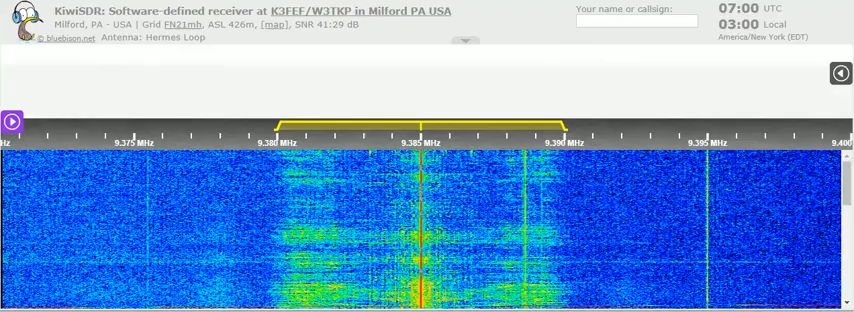 KiwiSDR: Software-defined receiver at K3FEF/W3TKP in Milford PA USA
Milford, PA - USA | Grid FN21mb, ASL 426m, [map], SNR 41:29 dB
© bluebison.net Antenna: Hermes Loop
Your name or callsign:
07:00 UTC
03:00 Local
America/New York (EDT)
Hz 9.375 MHz 9.380 MHz 9.385 MHz 9.390 MHz 9.395 MHz 9.400